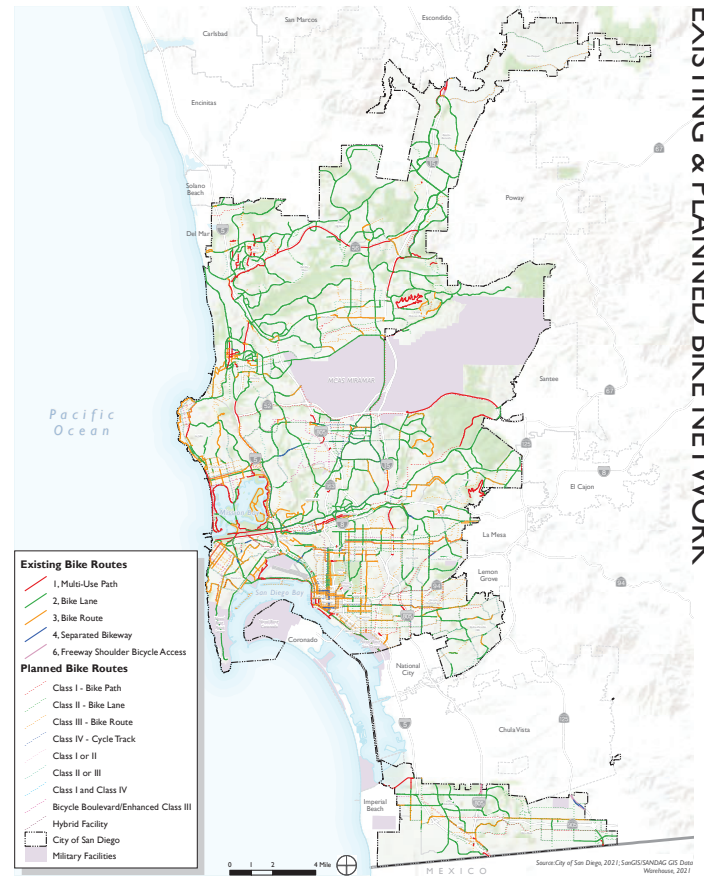 EXISTING & PLANNED BIKE NETWORK
San Marcos
Escondido
Carlsbad
Encinitas
Solano
Beach
Poway
Del Mar
MCAS MIRAMAR
Santee
Pacific
Ocean
El Cajon
La Mesa
Lemon
Grove
San Diego Bay
Coronado
National
City
Chula Vista
Imperial
Beach
MEXICO
Existing Bike Routes
1, Multi-Use Path
2, Bike Lane
3, Bike Route
4, Separated Bikeway
6, Freeway Shoulder Bicycle Access
Planned Bike Routes
Class I - Bike Path
Class II - Bike Lane
Class III - Bike Route
Class IV - Cycle Track
Class I or II
Class II or III
Class I and Class IV
Bicycle Boulevard/Enhanced Class III
Hybrid Facility
City of San Diego
Military Facilities
0 1 2 4 Mile
Source:City of San Diego, 2021; SanGIS/SANDAG GIS Data
Warehouse, 2021